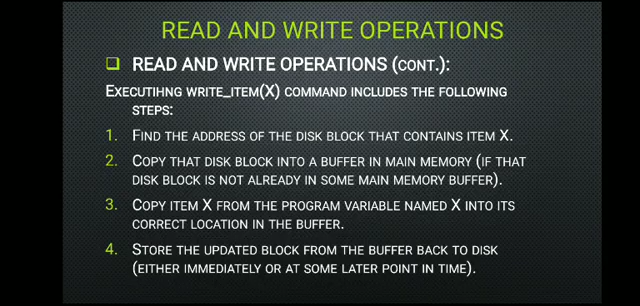 READ AND WRITE OPERATIONS
READ AND WRITE OPERATIONS (CONT.):
EXECUTIHNG WRITE_ITEM(X) COMMAND INCLUDES THE FOLLOWING
STEPS:
1. FIND THE ADDRESS OF THE DISK BLOCK THAT CONTAINS ITEM X.
2. COPY THAT DISK BLOCK INTO A BUFFER IN MAIN MEMORY (IF THAT
DISK BLOCK IS NOT ALREADY IN SOME MAIN MEMORY BUFFER).
3. COPY ITEM X FROM THE PROGRAM VARIABLE NAMED X INTO ITS
CORRECT LOCATION IN THE BUFFER.
4. STORE THE UPDATED BLOCK FROM THE BUFFER BACK TO DISK
(EITHER IMMEDIATELY OR AT SOME LATER POINT IN TIME).